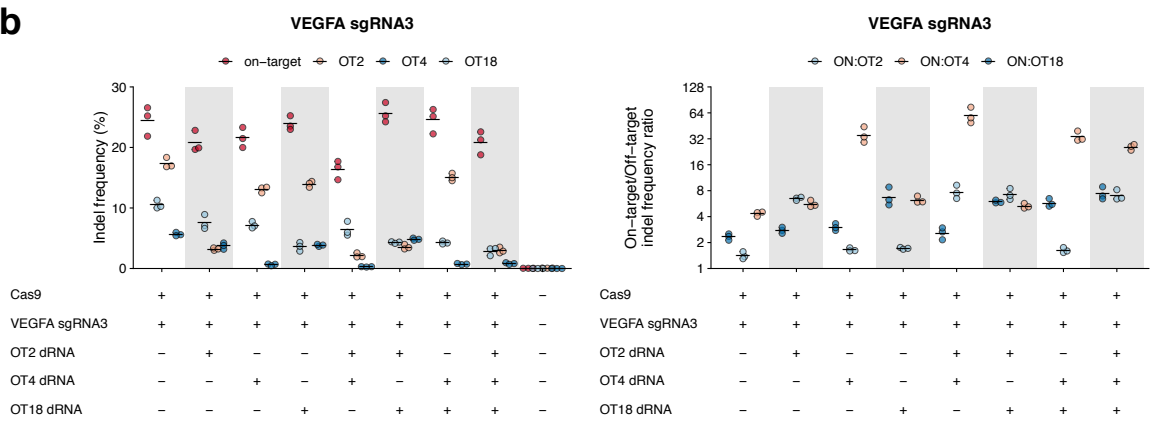 b
VEGFA sgRNA3
on−target OT2 OT4 OT18
Indel frequency (%)
30
20
10
0
Cas9 + + + + + + + + −
VEGFA sgRNA3 + + + + + + + + −
OT2 dRNA − + − − + + − + −
OT4 dRNA − − + − + − + + −
OT18 dRNA − − − + − + + + −
VEGFA sgRNA3
ON:OT2 ON:OT4 ON:OT18
On−target/Off−target
indel frequency ratio
128
64
32
16
8
4
2
1
Cas9 + + + + + + + +
VEGFA sgRNA3 + + + + + + + +
OT2 dRNA − + − − + + − +
OT4 dRNA − − + − + − + +
OT18 dRNA − − − + − + + +